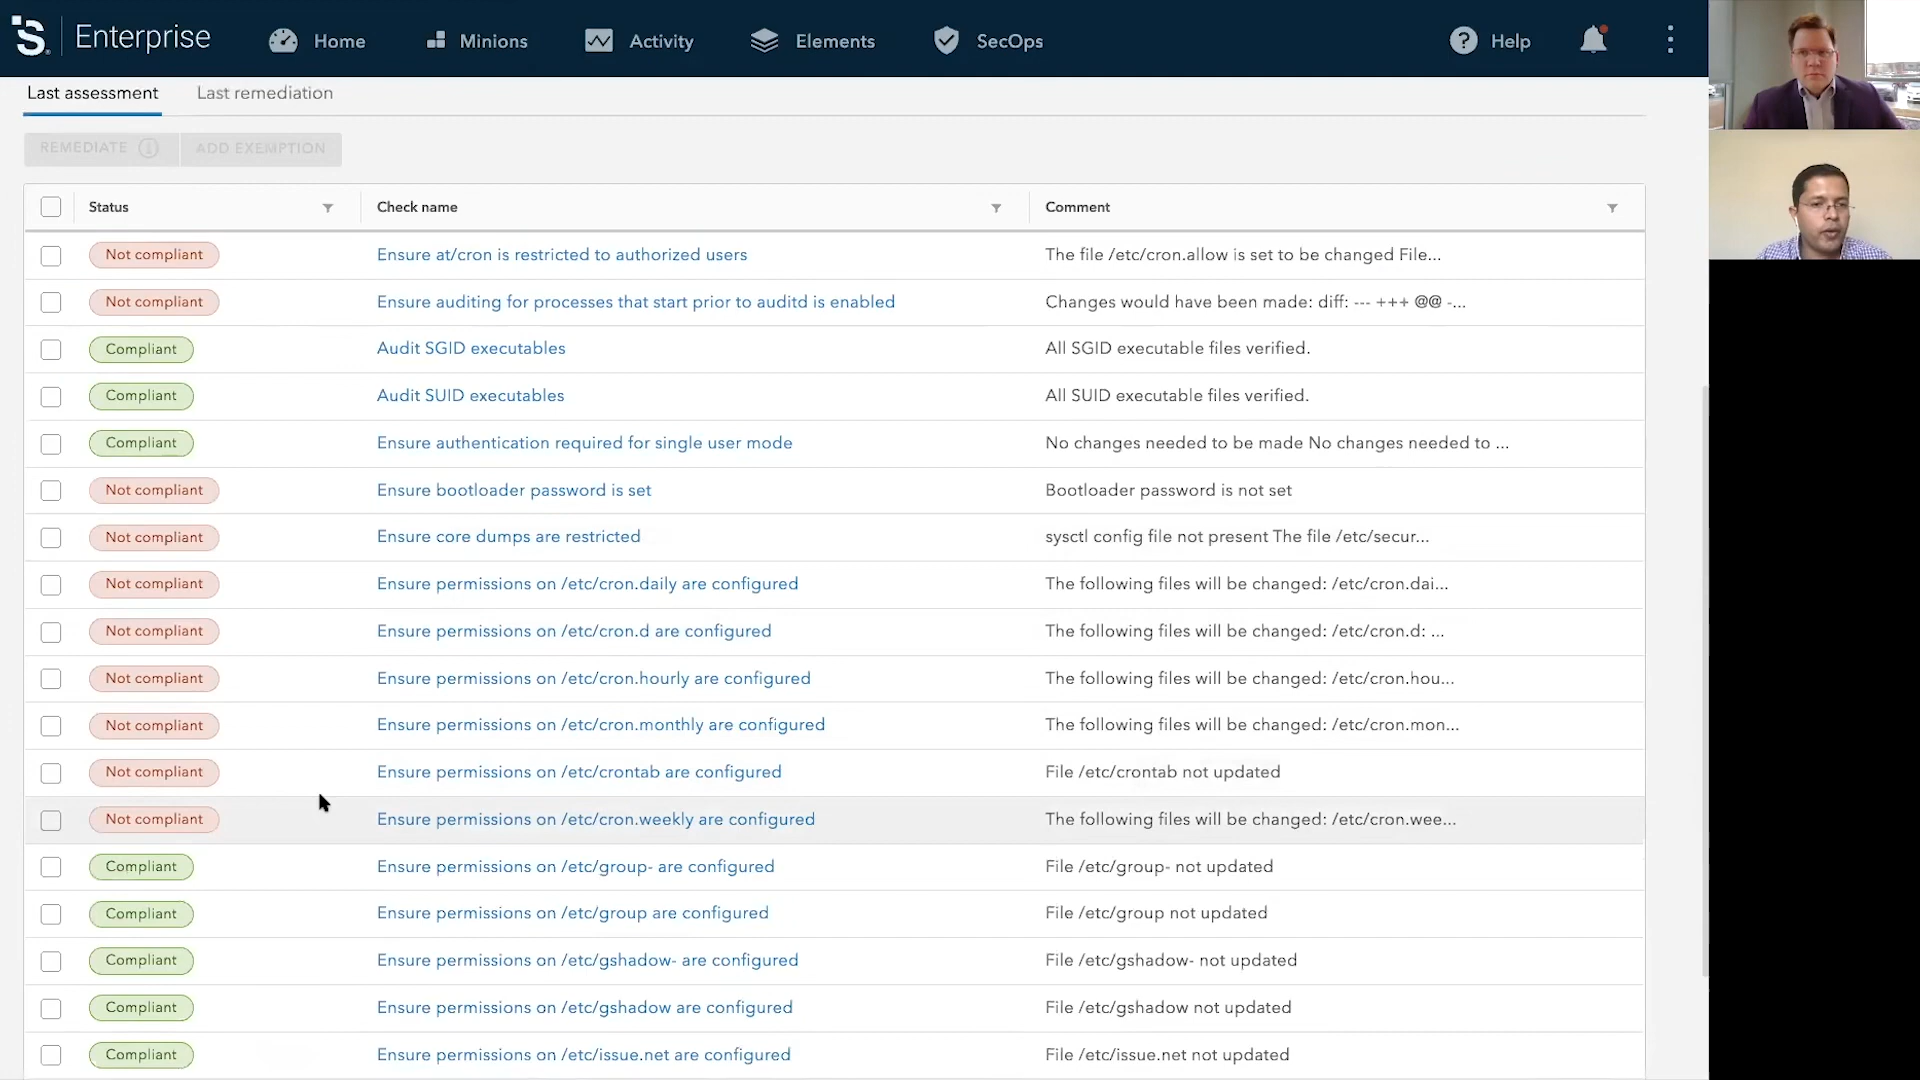 S Enterprise Home Minions Activity Elements SecOps Help
Last assessment Last remediation
REMEDIATE ADD EXEMPTION
Status Check name Comment
Not compliant Ensure at/cron is restricted to authorized users The file /etc/cron.allow is set to be changed File...
Not compliant Ensure auditing for processes that start prior to auditd is enabled Changes would have been made: diff: --- +++ @@ -...
Compliant Audit SGID executables All SGID executable files verified.
Compliant Audit SUID executables All SUID executable files verified.
Compliant Ensure authentication required for single user mode No changes needed to be made No changes needed to ...
Not compliant Ensure bootloader password is set Bootloader password is not set
Not compliant Ensure core dumps are restricted sysctl config file not present The file /etc/secur...
Not compliant Ensure permissions on /etc/cron.daily are configured The following files will be changed: /etc/cron.dai...
Not compliant Ensure permissions on /etc/cron.d are configured The following files will be changed: /etc/cron.d: ...
Not compliant Ensure permissions on /etc/cron.hourly are configured The following files will be changed: /etc/cron.hou...
Not compliant Ensure permissions on /etc/cron.monthly are configured The following files will be changed: /etc/cron.mon...
Not compliant Ensure permissions on /etc/crontab are configured File /etc/crontab not updated
Not compliant Ensure permissions on /etc/cron.weekly are configured The following files will be changed: /etc/cron.wee...
Compliant Ensure permissions on /etc/group- are configured File /etc/group- not updated
Compliant Ensure permissions on /etc/group are configured File /etc/group not updated
Compliant Ensure permissions on /etc/gshadow- are configured File /etc/gshadow- not updated
Compliant Ensure permissions on /etc/gshadow are configured File /etc/gshadow not updated
Compliant Ensure permissions on /etc/issue.net are configured File /etc/issue.net not updated